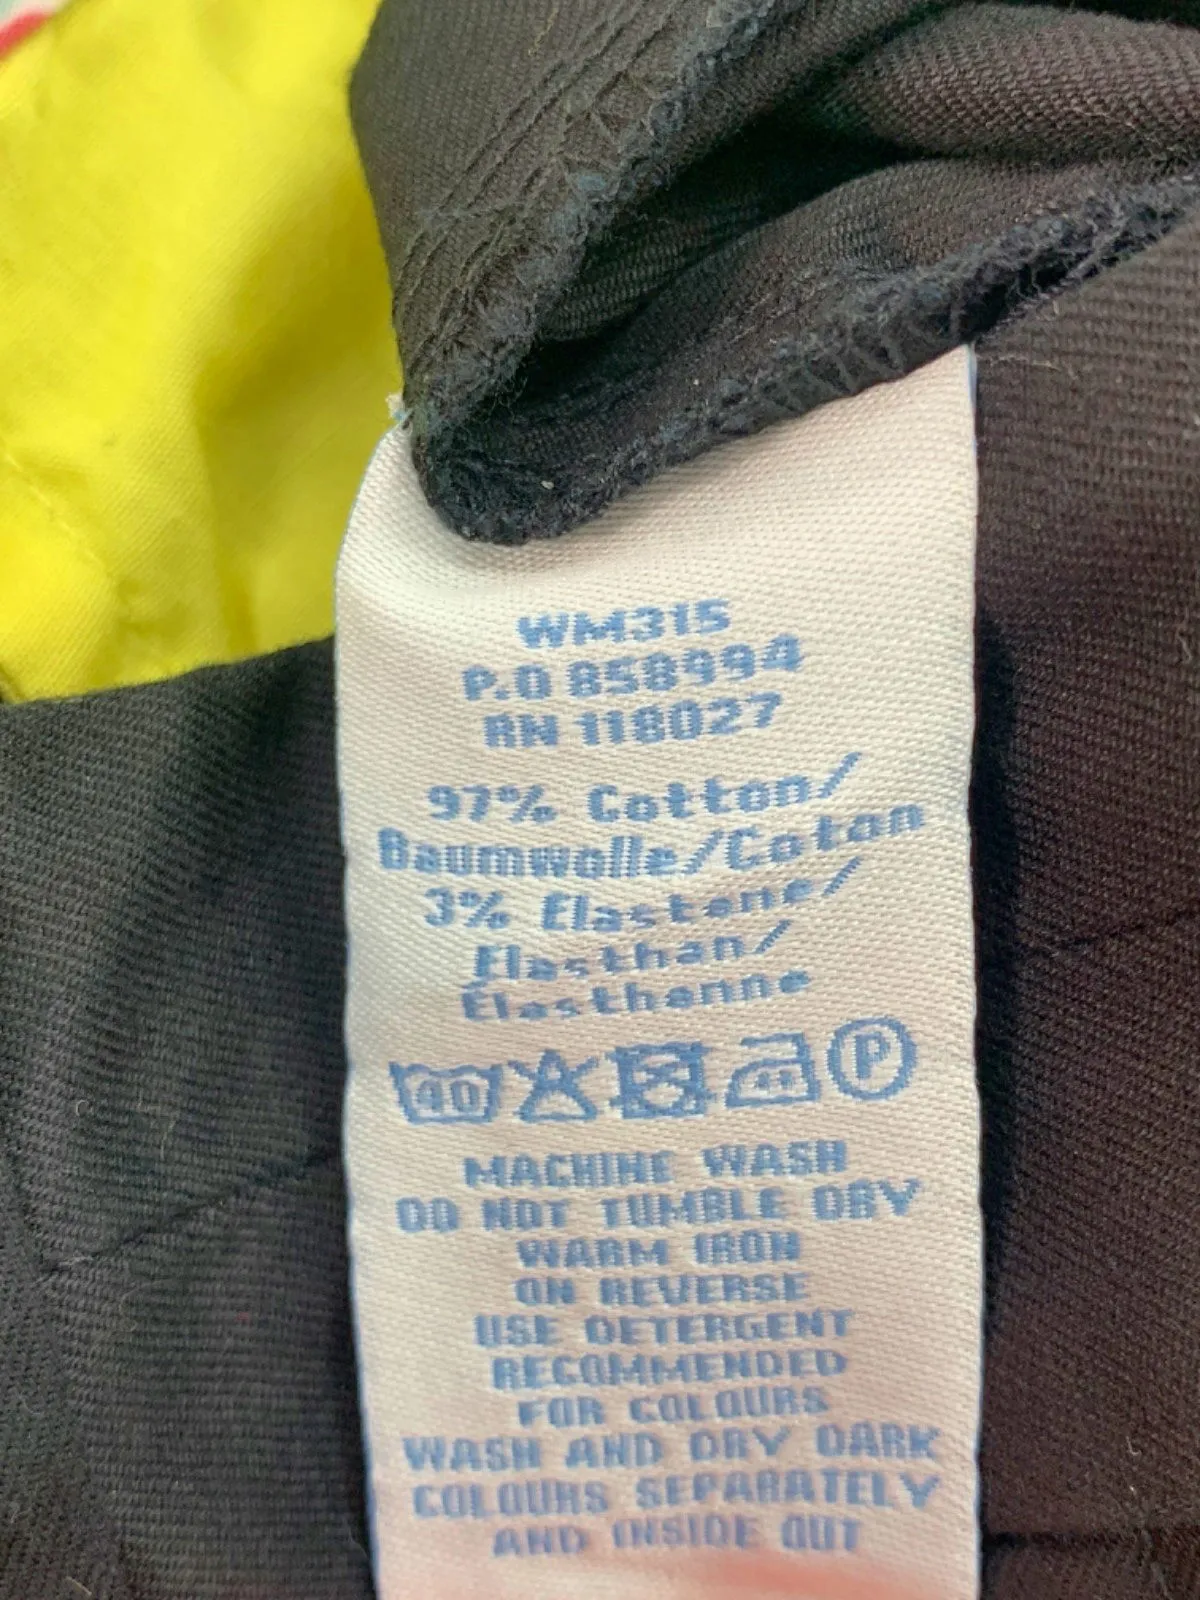 WM315
P.O 858994
RN 118027
97% Cotton/
Baumwolle/Coton
3% Elastane/
Elasthan/
Élasthanne
40 P
MACHINE WASH
DO NOT TUMBLE DRY
WARM IRON
ON REVERSE
USE DETERGENT
RECOMMENDED
FOR COLOURS
WASH AND DRY DARK
COLOURS SEPARATELY
AND INSIDE OUT